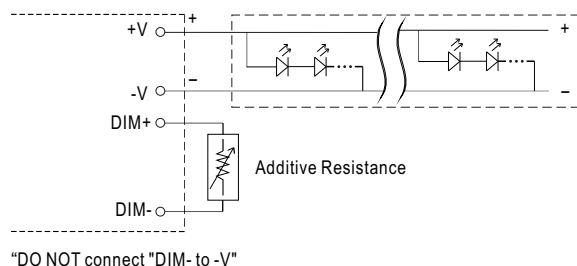 +V
+
-V
–
DIM+
DIM-
Additive Resistance
+
–
“DO NOT connect "DIM- to -V"